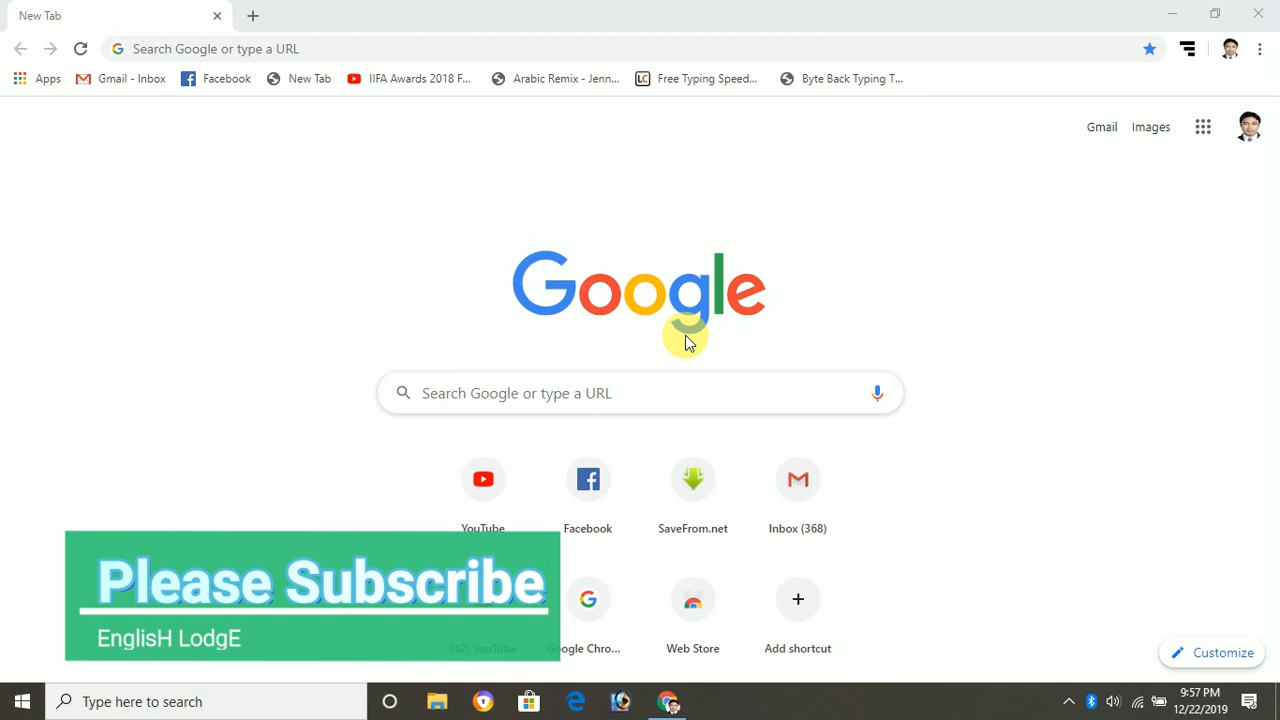 New Tab
Search Google or type a URL
Apps Gmail - Inbox Facebook New Tab IIFA Awards 2018 F... Arabic Remix - Jenn... LC Free Typing Speed... Byte Back Typing T...
Gmail Images
Google
Search Google or type a URL
YouTube Facebook SaveFrom.net Inbox (368)
Please Subscribe
EnglisH LodgE
(42) YouTube Google Chro... Web Store Add shortcut
Customize
Type here to search
9:57 PM
12/22/2019